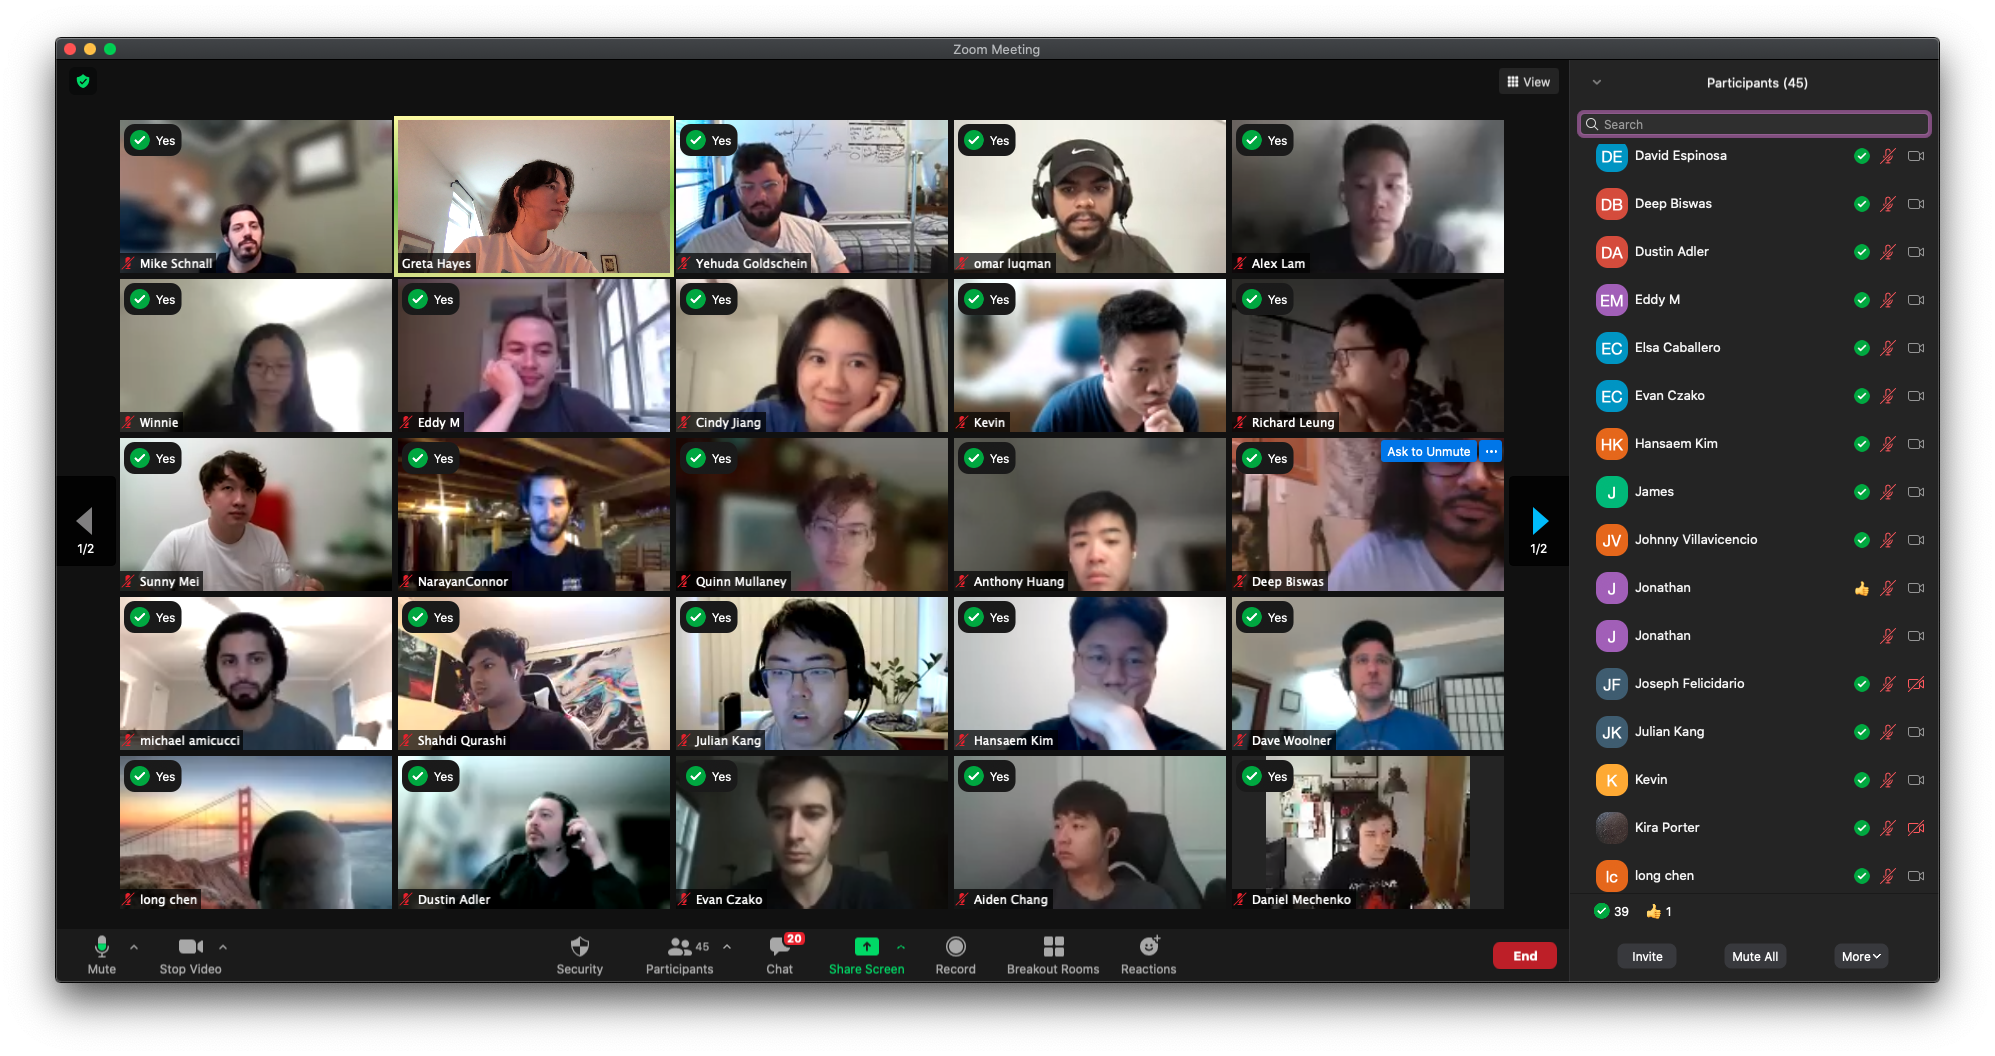 Zoom Meeting
View
Yes
Mike Schnall
Greta Hayes
Yes
Yehuda Goldschein
Yes
omar luqman
Yes
Alex Lam
Yes
Winnie
Yes
Eddy M
Yes
Cindy Jiang
Yes
Kevin
Yes
Richard Leung
Yes
Sunny Mei
Yes
NarayanConnor
Yes
Quinn Mullaney
Yes
Anthony Huang
Yes
Ask to Unmute ...
Deep Biswas
Yes
michael amicucci
Yes
Shahdi Qurashi
Yes
Julian Kang
Yes
Hansaem Kim
Yes
Dave Woolner
Yes
long chen
Yes
Dustin Adler
Yes
Evan Czako
Yes
Aiden Chang
Yes
Daniel Mechenko
1/2
1/2
Mute
Stop Video
Security
45
Participants
20
Chat
Share Screen
Record
Breakout Rooms
Reactions
End
Participants (45)
Search
DE David Espinosa
DB Deep Biswas
DA Dustin Adler
EM Eddy M
EC Elsa Caballero
EC Evan Czako
HK Hansaem Kim
J James
JV Johnny Villavicencio
J Jonathan
J Jonathan
JF Joseph Felicidario
JK Julian Kang
K Kevin
Kira Porter
lc long chen
39 1
Invite
Mute All
More